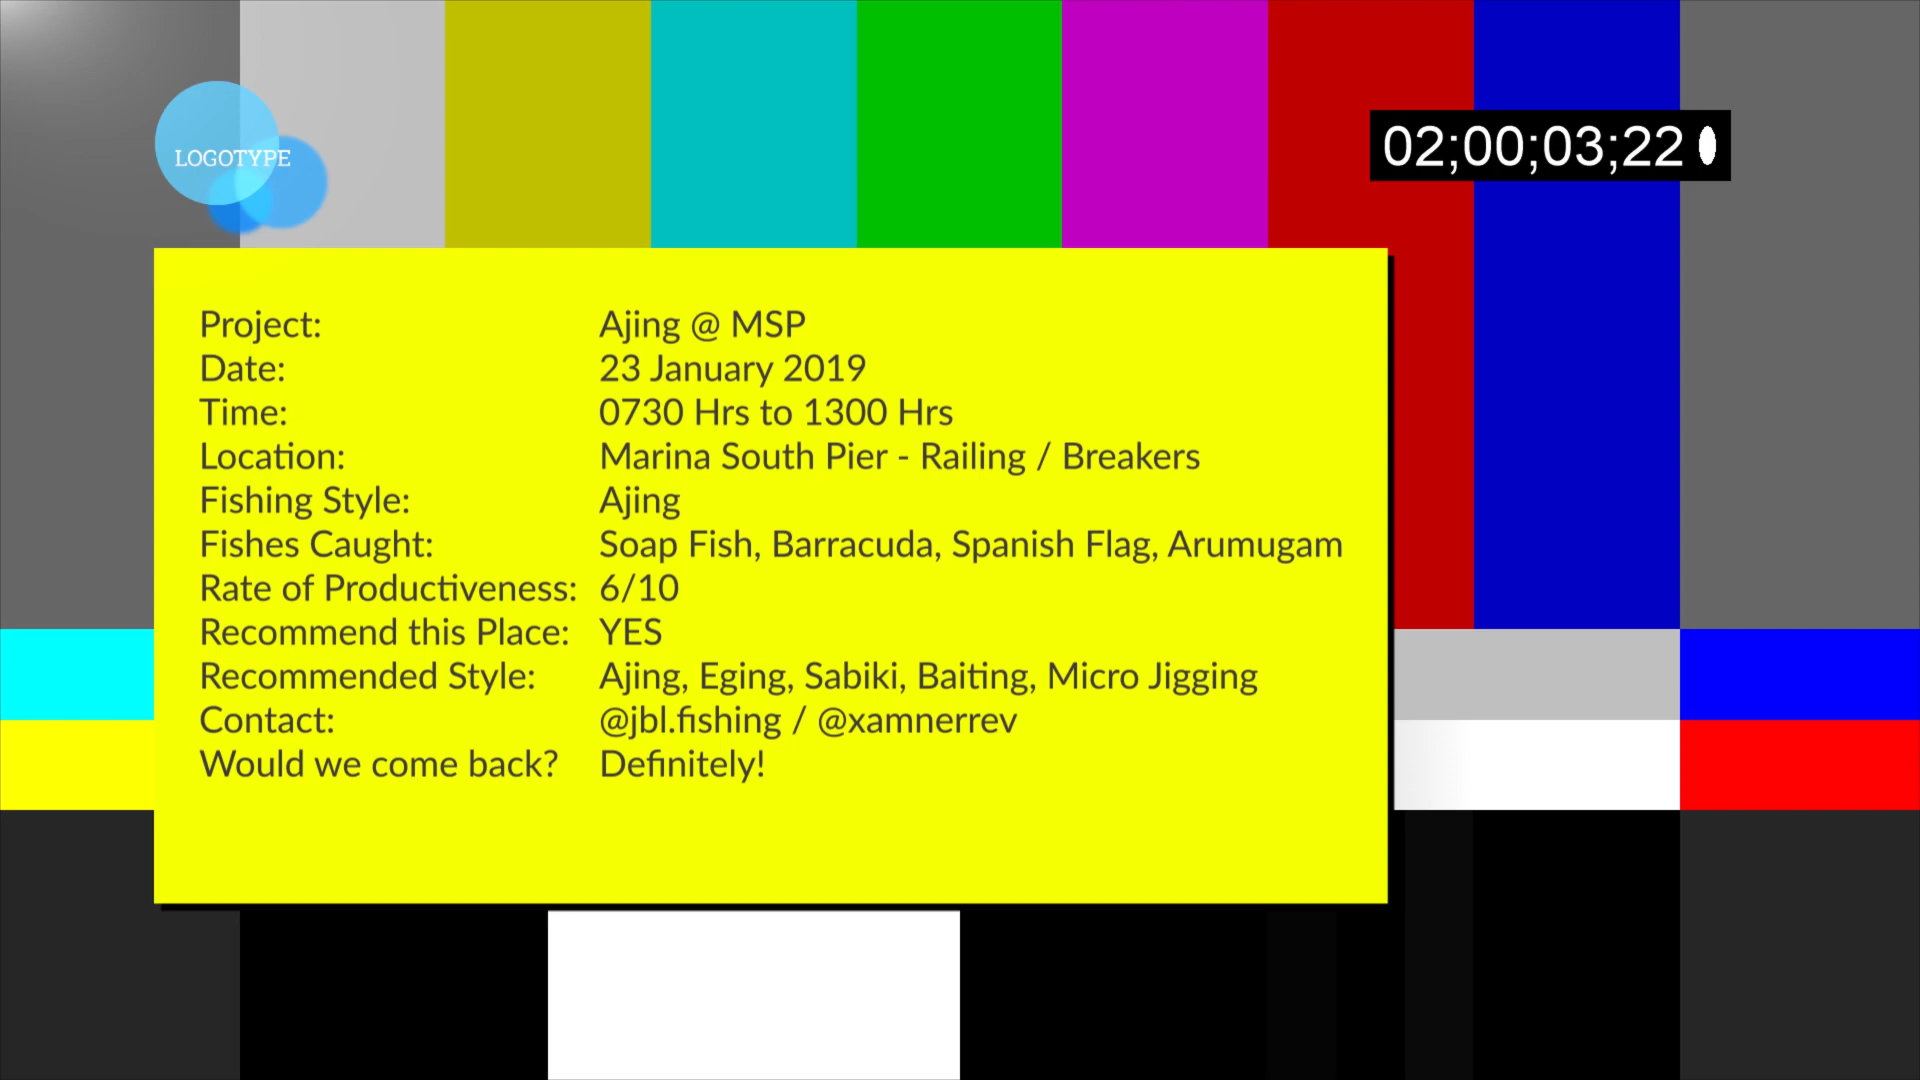 LOGOTYPE
02;00;03;22
Project: Ajing @ MSP
Date: 23 January 2019
Time: 0730 Hrs to 1300 Hrs
Location: Marina South Pier - Railing / Breakers
Fishing Style: Ajing
Fishes Caught: Soap Fish, Barracuda, Spanish Flag, Arumugam
Rate of Productiveness: 6/10
Recommend this Place: YES
Recommended Style: Ajing, Eging, Sabiki, Baiting, Micro Jigging
Contact: @jbl.fishing / @xamnerrev
Would we come back? Definitely!